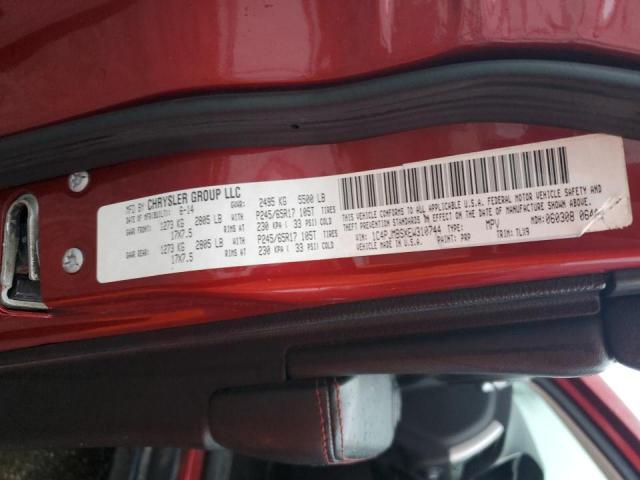 MFD BY CHRYSLER GROUP LLC
DATE OF MFR/BUILT: 6-14 GVWR: 2495 KG 5500 LB
GAWR FRONT: 1273 KG 2805 LB WITH P245/65R17 105T TIRES
17X7.5 RIMS AT 230 KPA ( 33 PSI) COLD
GAWR REAR: 1273 KG 2805 LB WITH P245/65R17 105T TIRES
17X7.5 RIMS AT 230 KPA ( 33 PSI) COLD
THIS VEHICLE CONFORMS TO ALL APPLICABLE U.S.A. FEDERAL MOTOR VEHICLE SAFETY AND
THEFT PREVENTION STANDARDS IN EFFECT ON THE DATE OF MANUFACTURE SHOWN ABOVE.
VIN: 1C4PJMBSXEW310744 TYPE: MPV MDH: 060308
MADE IN U.S.A. PAINT: PRP TRIM: TLX9